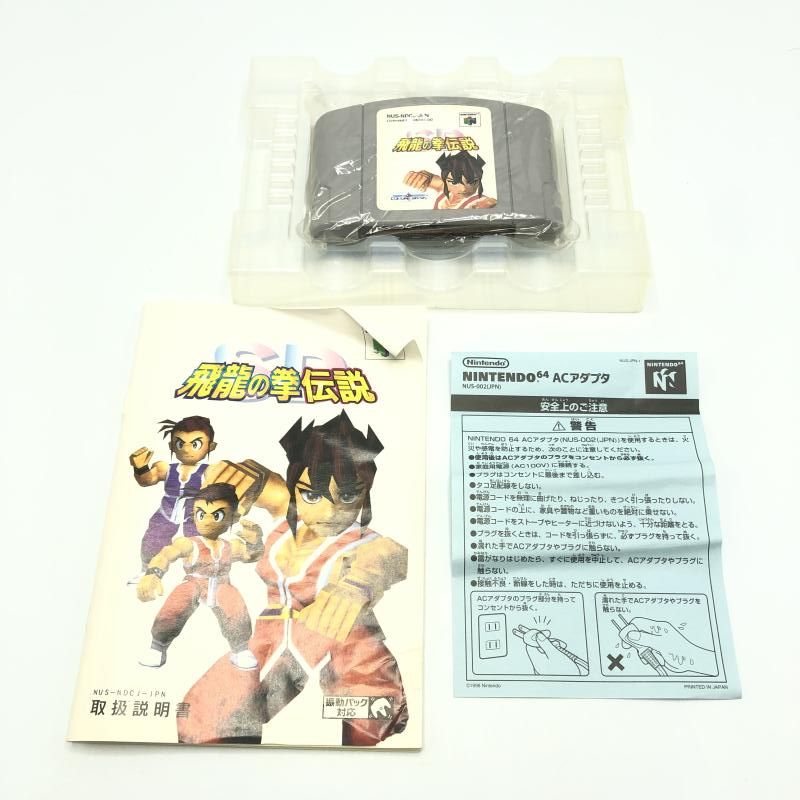 NUS-NDCJ-JPN
NINTENDO 64
SD
飛龍の拳伝説
CULTURE BRAIN
SD
飛龍の拳伝説
NUS-NDCJ-JPN
取扱説明書
振動パック
対応
Nintendo
NUS-JPN-1
NINTENDO64 ACアダプタ
NUS-002(JPN)
NINTENDO64
安全上のご注意
警告
NINTENDO 64 ACアダプタ(NUS-002(JPN))を使用するときは、火
災や感電を防止するため、次のことに注意してください。
●使用後はACアダプタのプラグをコンセントから必ず抜く。
●家庭用電源(AC100V)に接続する。
●プラグはコンセントに最後まで差し込む。
●タコ足配線をしない。
●電源コードを無理に曲げたり、ねじったり、きつく引っ張ったりしない。
●電源コードの上に、家具や置物など重いものを絶対に乗せない。
●電源コードをストーブやヒーターに近づけないよう、十分な距離をとる。
●プラグを抜くときは、コードを引っ張らずに、必ずプラグを持って抜く。
●濡れた手でACアダプタやプラグに触らない。
●雷がなりはじめたら、すぐに使用を中止して、ACアダプタやプラグに
触らない。
●接触不良・断線をした時は、ただちに使用を止める。
ACアダプタのプラグ部分を持って
コンセントから抜く。
濡れた手でACアダプタやプラグを
触らない。
©1996 Nintendo
PRINTED IN JAPAN